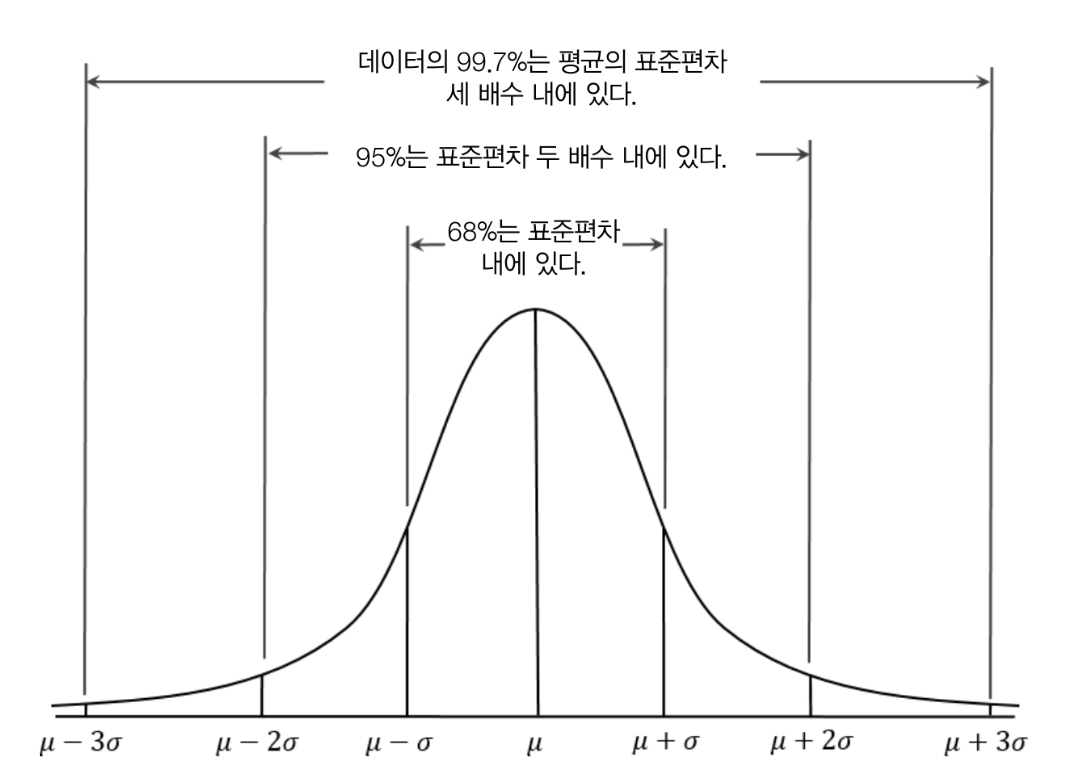 데이터의 99.7%는 평균의 표준편차
세 배수 내에 있다.
95%는 표준편차 두 배수 내에 있다.
68%는 표준편차
내에 있다.
μ − 3σ
μ − 2σ
μ − σ
μ
μ + σ
μ + 2σ
μ + 3σ